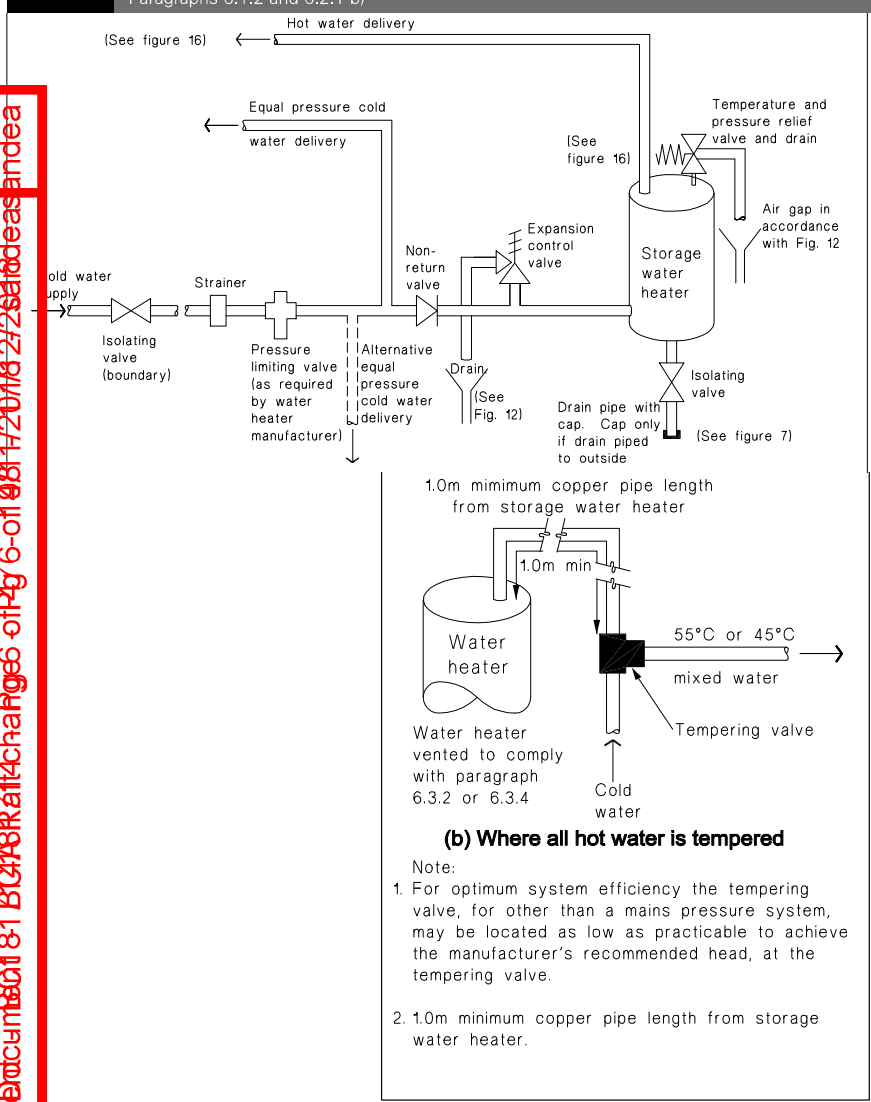 Paragraphs 6.1.2 and 6.2.1 b)
Hot water delivery
(See figure 16)
Equal pressure cold
water delivery
Temperature and
pressure relief
valve and drain
(See
figure 16)
Air gap in
accordance
with Fig. 12
Expansion
control
valve
Non-
return
valve
Storage
water
heater
old water
upply
Strainer
Isolating
valve
(boundary)
Pressure
limiting valve
(as required
by water
heater
manufacturer)
Alternative
equal
pressure
cold water
delivery
Drain
(See
Fig. 12)
Isolating
valve
Drain pipe with
cap. Cap only
if drain piped
to outside
(See figure 7)
1.0m mimimum copper pipe length
from storage water heater
1.0m min
Water
heater
55°C or 45°C
mixed water
Tempering valve
Water heater
vented to comply
with paragraph
6.3.2 or 6.3.4
Cold
water
(b) Where all hot water is tempered
Note:
1. For optimum system efficiency the tempering
valve, for other than a mains pressure system,
may be located as low as practicable to achieve
the manufacturer's recommended head, at the
tempering valve.
2. 1.0m minimum copper pipe length from storage
water heater.